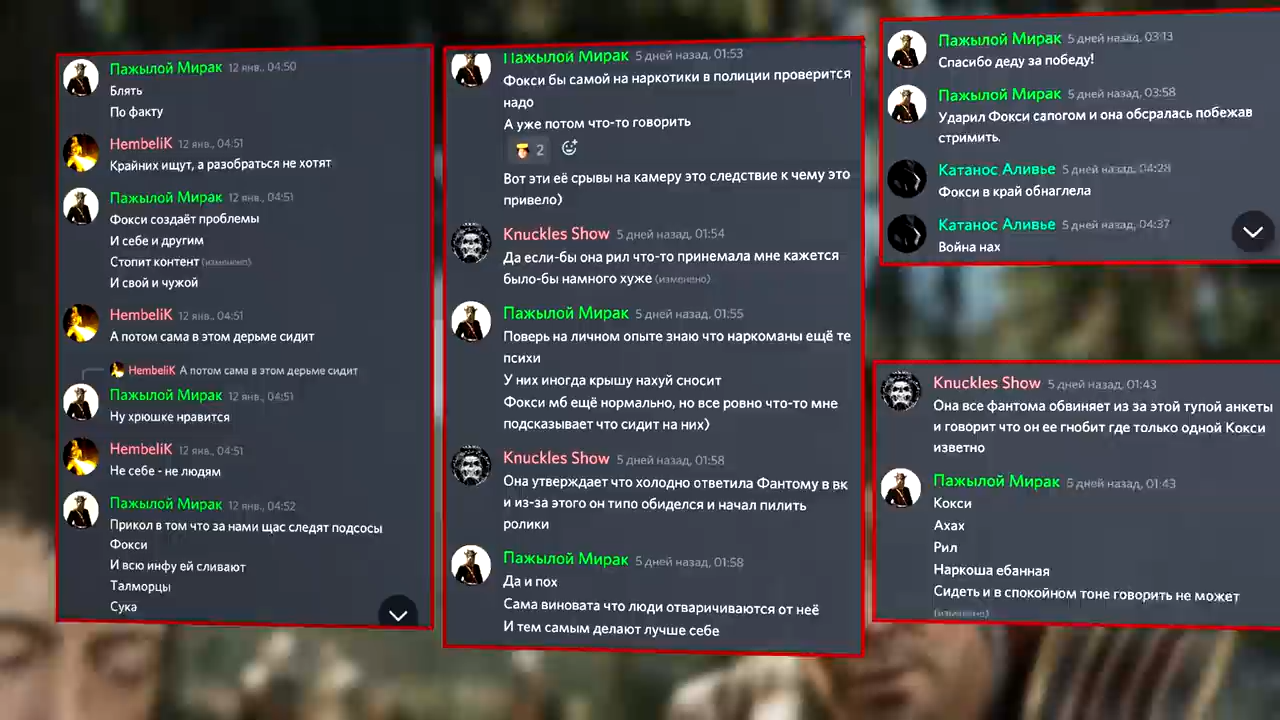 Пажылой Мирак 12 янв., 04:50
Блять
По факту
HembeliK 12 янв., 04:51
Крайних ищут, а разобраться не хотят
Пажылой Мирак 12 янв., 04:51
Фокси создаёт проблемы
И себе и другим
Стопит контент (изменено)
И свой и чужой
HembeliK 12 янв., 04:51
А потом сама в этом дерьме сидит
HembeliK А потом сама в этом дерьме сидит
Пажылой Мирак 12 янв., 04:51
Ну хрюшке нравится
HembeliK 12 янв., 04:51
Не себе - не людям
Пажылой Мирак 12 янв., 04:52
Прикол в том что за нами щас следят подсосы
Фокси
И всю инфу ей сливают
Талморцы
Сука
Пажылой Мирак 5 дней назад, 01:53
Фокси бы самой на наркотики в полиции проверится
надо
А уже потом что-то говорить
2
Вот эти её срывы на камеру это следствие к чему это
привело)
Knuckles Show 5 дней назад, 01:54
Да если-бы она рил что-то принемала мне кажется
было-бы намного хуже (изменено)
Пажылой Мирак 5 дней назад, 01:55
Поверь на личном опыте знаю что наркоманы ещё те
психи
У них иногда крышу нахуй сносит
Фокси мб ещё нормально, но все ровно что-то мне
подсказывает что сидит на них)
Knuckles Show 5 дней назад, 01:58
Она утверждает что холодно ответила Фантому в вк
и из-за этого он типо обиделся и начал пилить
ролики
Пажылой Мирак 5 дней назад, 01:58
Да и пох
Сама виновата что люди отваричиваются от неё
И тем самым делают лучше себе
Пажылой Мирак 5 дней назад, 03:13
Спасибо деду за победу!
Пажылой Мирак 5 дней назад, 03:58
Ударил Фокси сапогом и она обсралась побежав
стримить.
Катанос Аливье 5 дней назад, 04:28
Фокси в край обнаглела
Катанос Аливье 5 дней назад, 04:37
Война нах
Knuckles Show 5 дней назад, 01:43
Она все фантома обвиняет из за этой тупой анкеты
и говорит что он ее гнобит где только одной Кокси
изветно
Пажылой Мирак 5 дней назад, 01:43
Кокси
Ахах
Рил
Наркоша ебанная
Сидеть и в спокойном тоне говорить не может
(изменено)